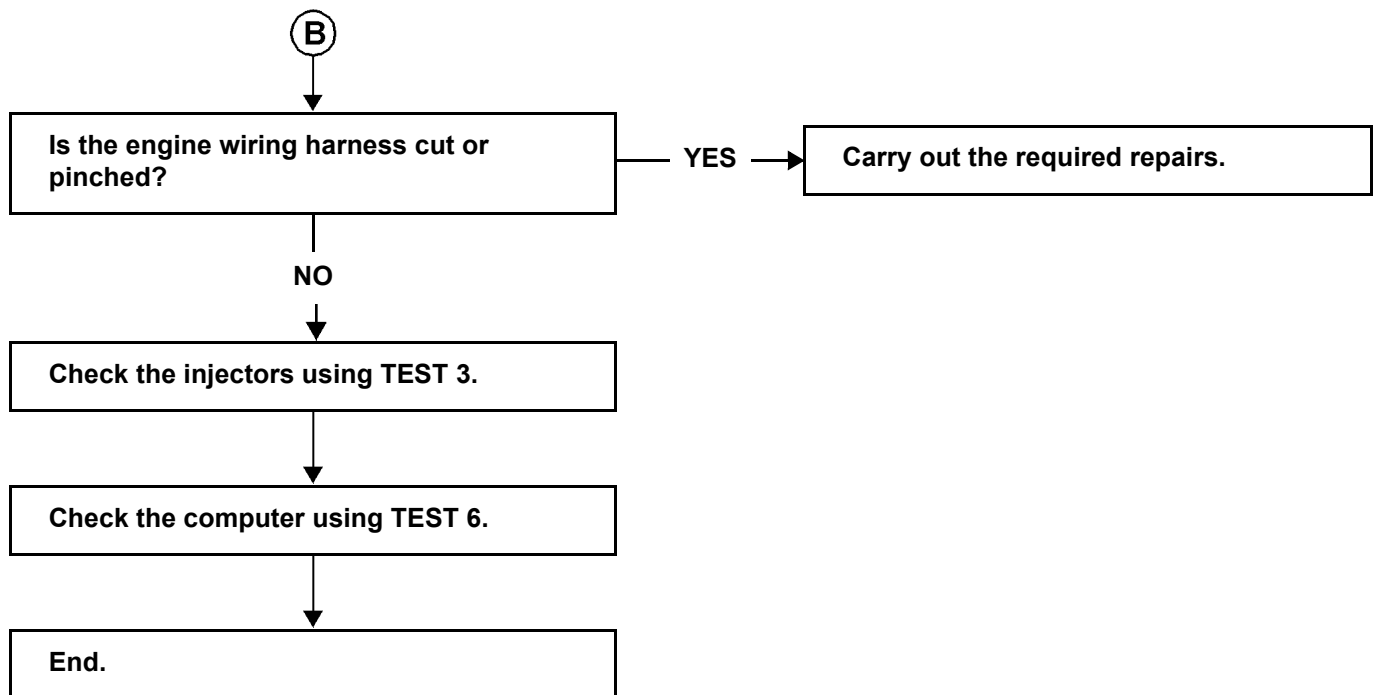 B
Is the engine wiring harness cut or
pinched?
YES
Carry out the required repairs.
NO
Check the injectors using TEST 3.
Check the computer using TEST 6.
End.